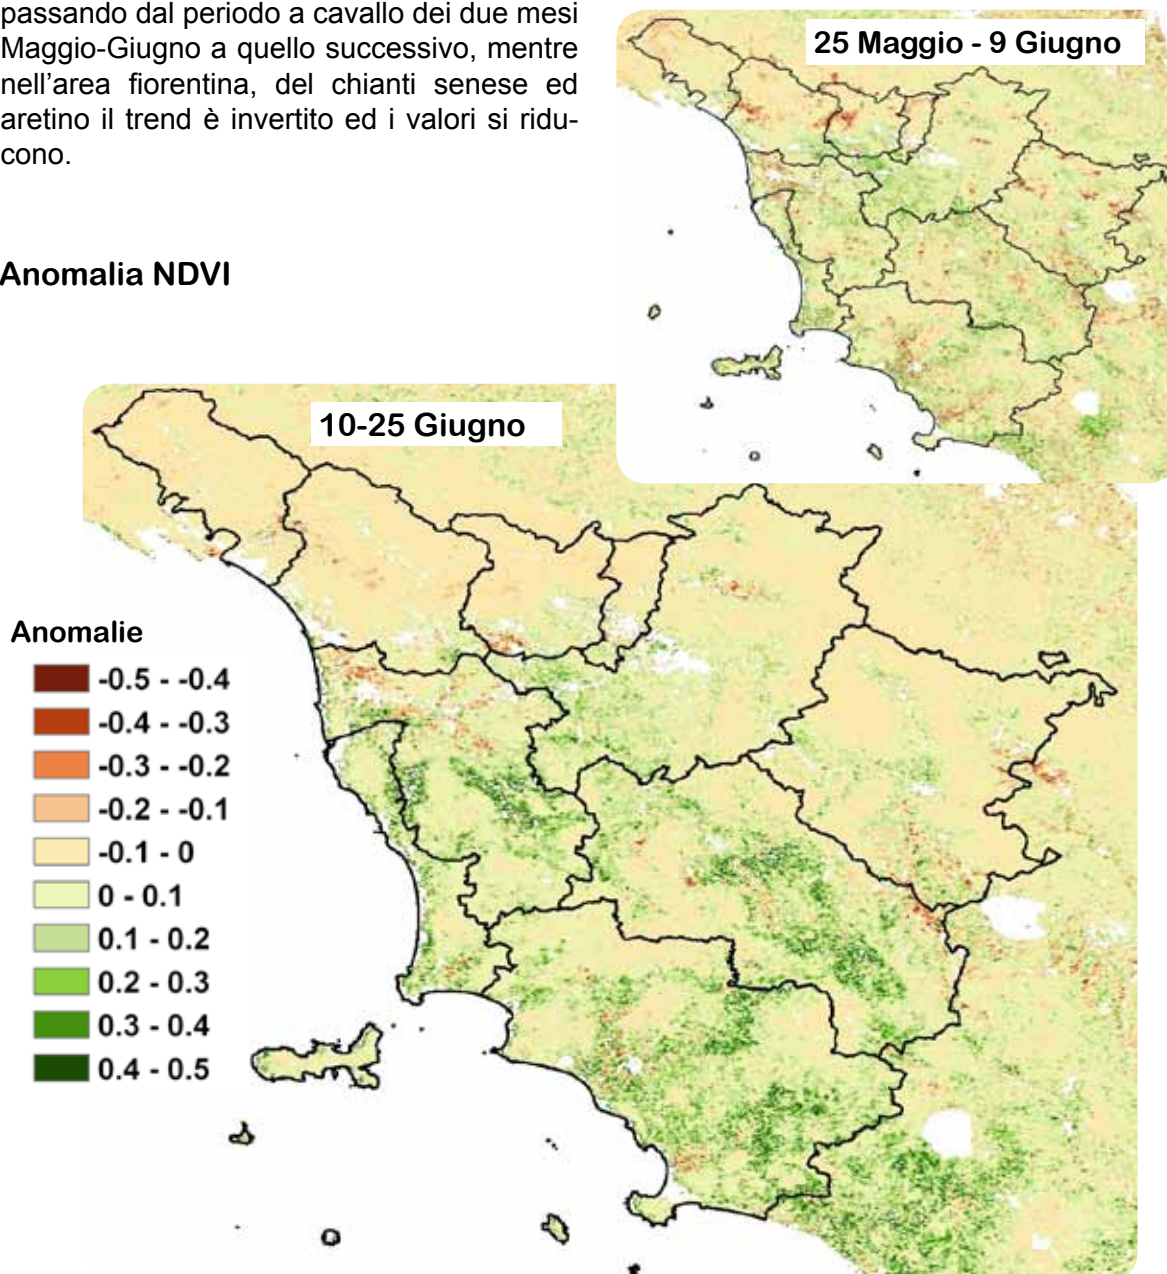 passando dal periodo a cavallo dei due mesi
Maggio-Giugno a quello successivo, mentre
nell'area fiorentina, del chianti senese ed
aretino il trend è invertito ed i valori si ridu-
cono.
Anomalia NDVI
25 Maggio - 9 Giugno
10-25 Giugno
Anomalie
-0.5 - -0.4
-0.4 - -0.3
-0.3 - -0.2
-0.2 - -0.1
-0.1 - 0
0 - 0.1
0.1 - 0.2
0.2 - 0.3
0.3 - 0.4
0.4 - 0.5